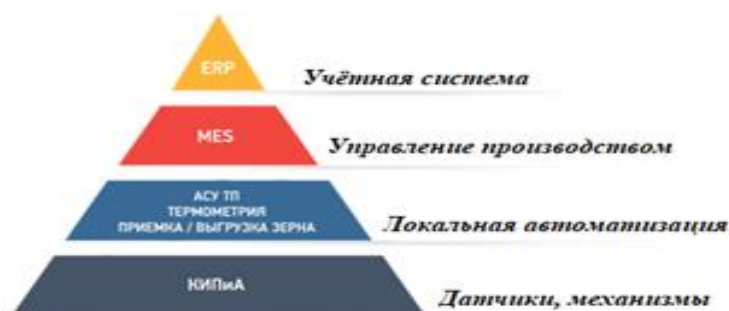 ERP
Учётная система
MES
Управление производством
АСУ ТП
ТЕРМОМЕТРИЯ
ПРИЕМКА / ВЫГРУЗКА ЗЕРНА
Локальная автоматизация
КИПиА
Датчики, механизмы